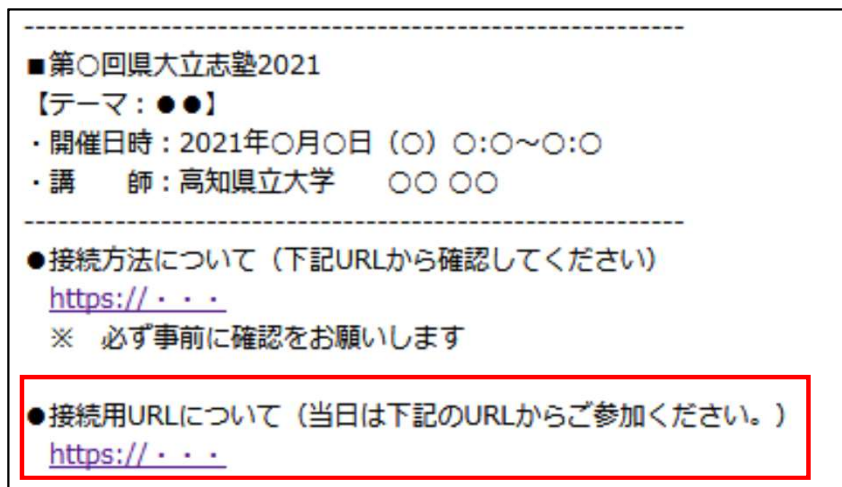 --------------------------------------------------------
■第○回県大立志塾2021
【テーマ：●●】
・開催日時：2021年○月○日（○）○:○～○:○
・講　　師：高知県立大学　　○○ ○○
--------------------------------------------------------
●接続方法について（下記URLから確認してください）
https://・・・
※　必ず事前に確認をお願いします
●接続用URLについて（当日は下記のURLからご参加ください。）
https://・・・